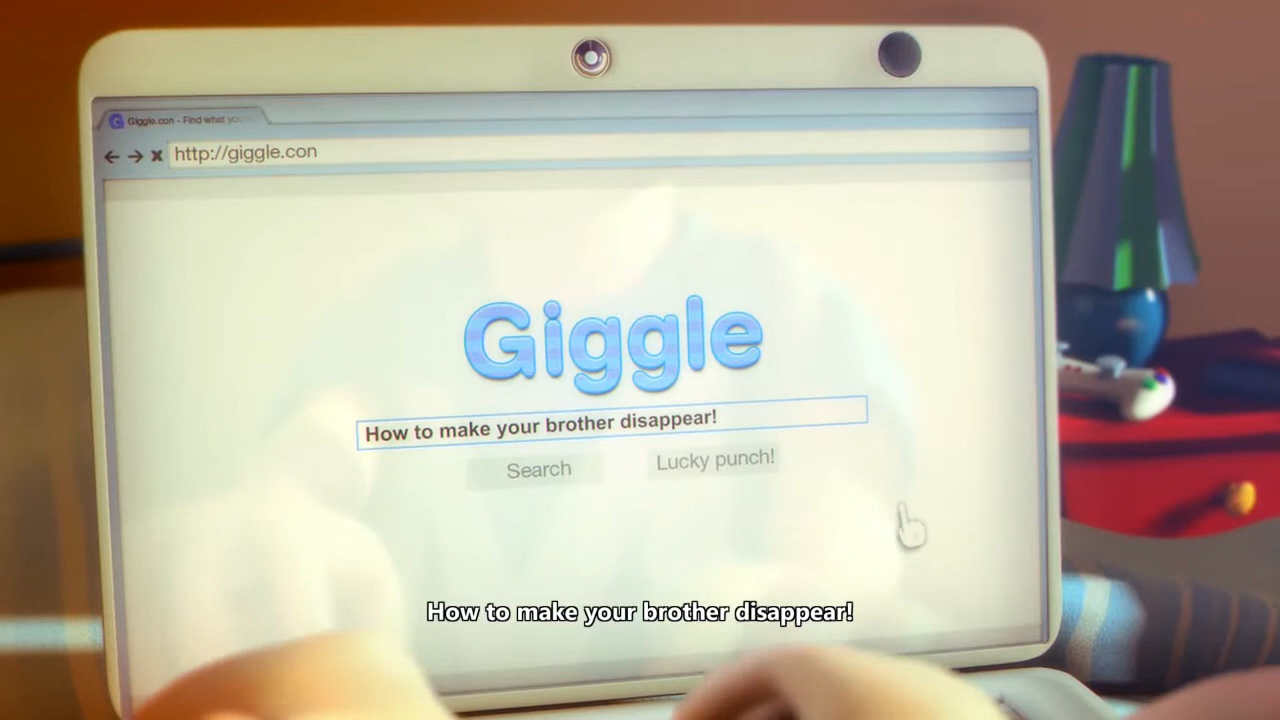 Giggle.con - Find what you
http://giggle.con
Giggle
How to make your brother disappear!
Search
Lucky punch!
How to make your brother disappear!